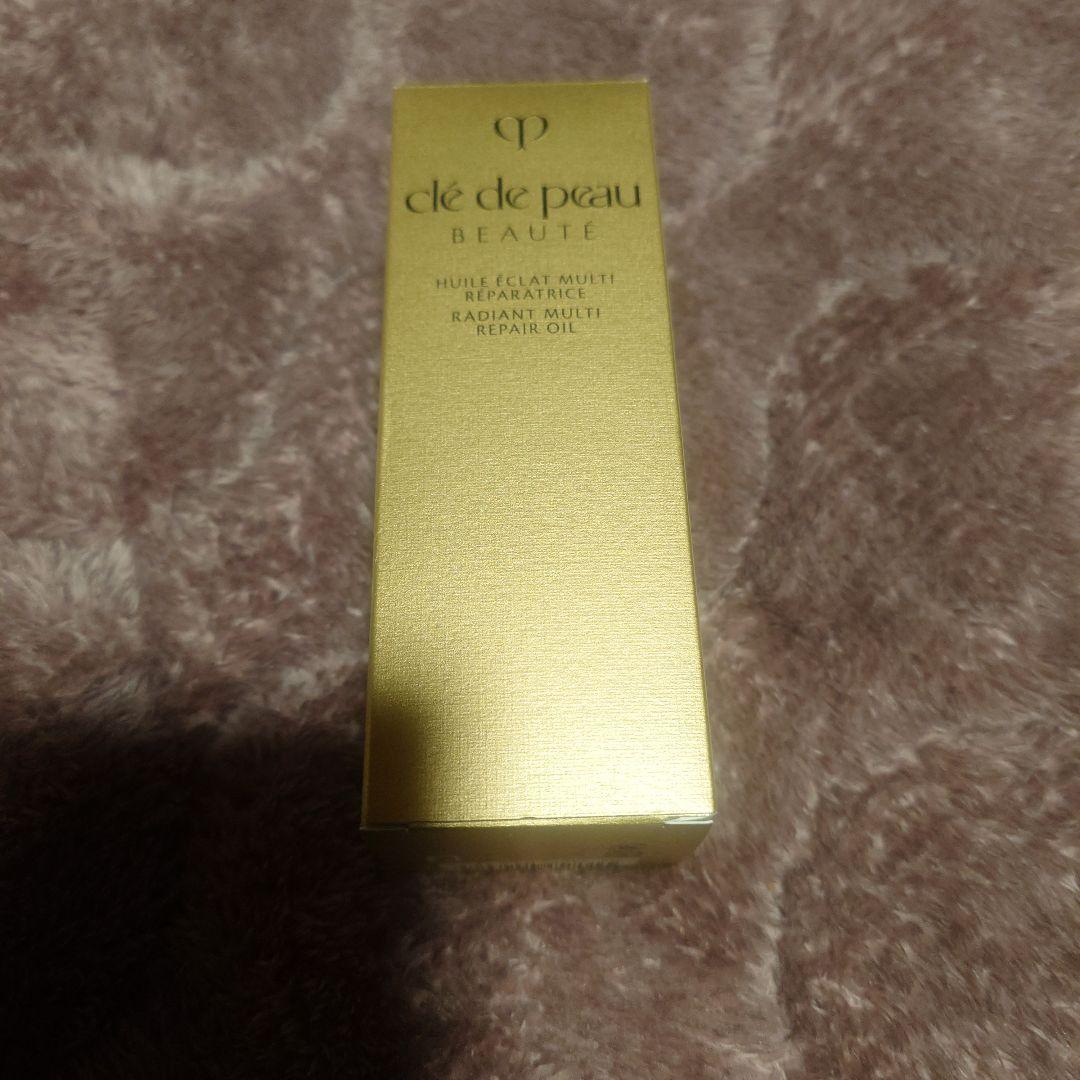 clé de peau
BEAUTÉ
HUILE ÉCLAT MULTI
RÉPARATRICE
RADIANT MULTI
REPAIR OIL